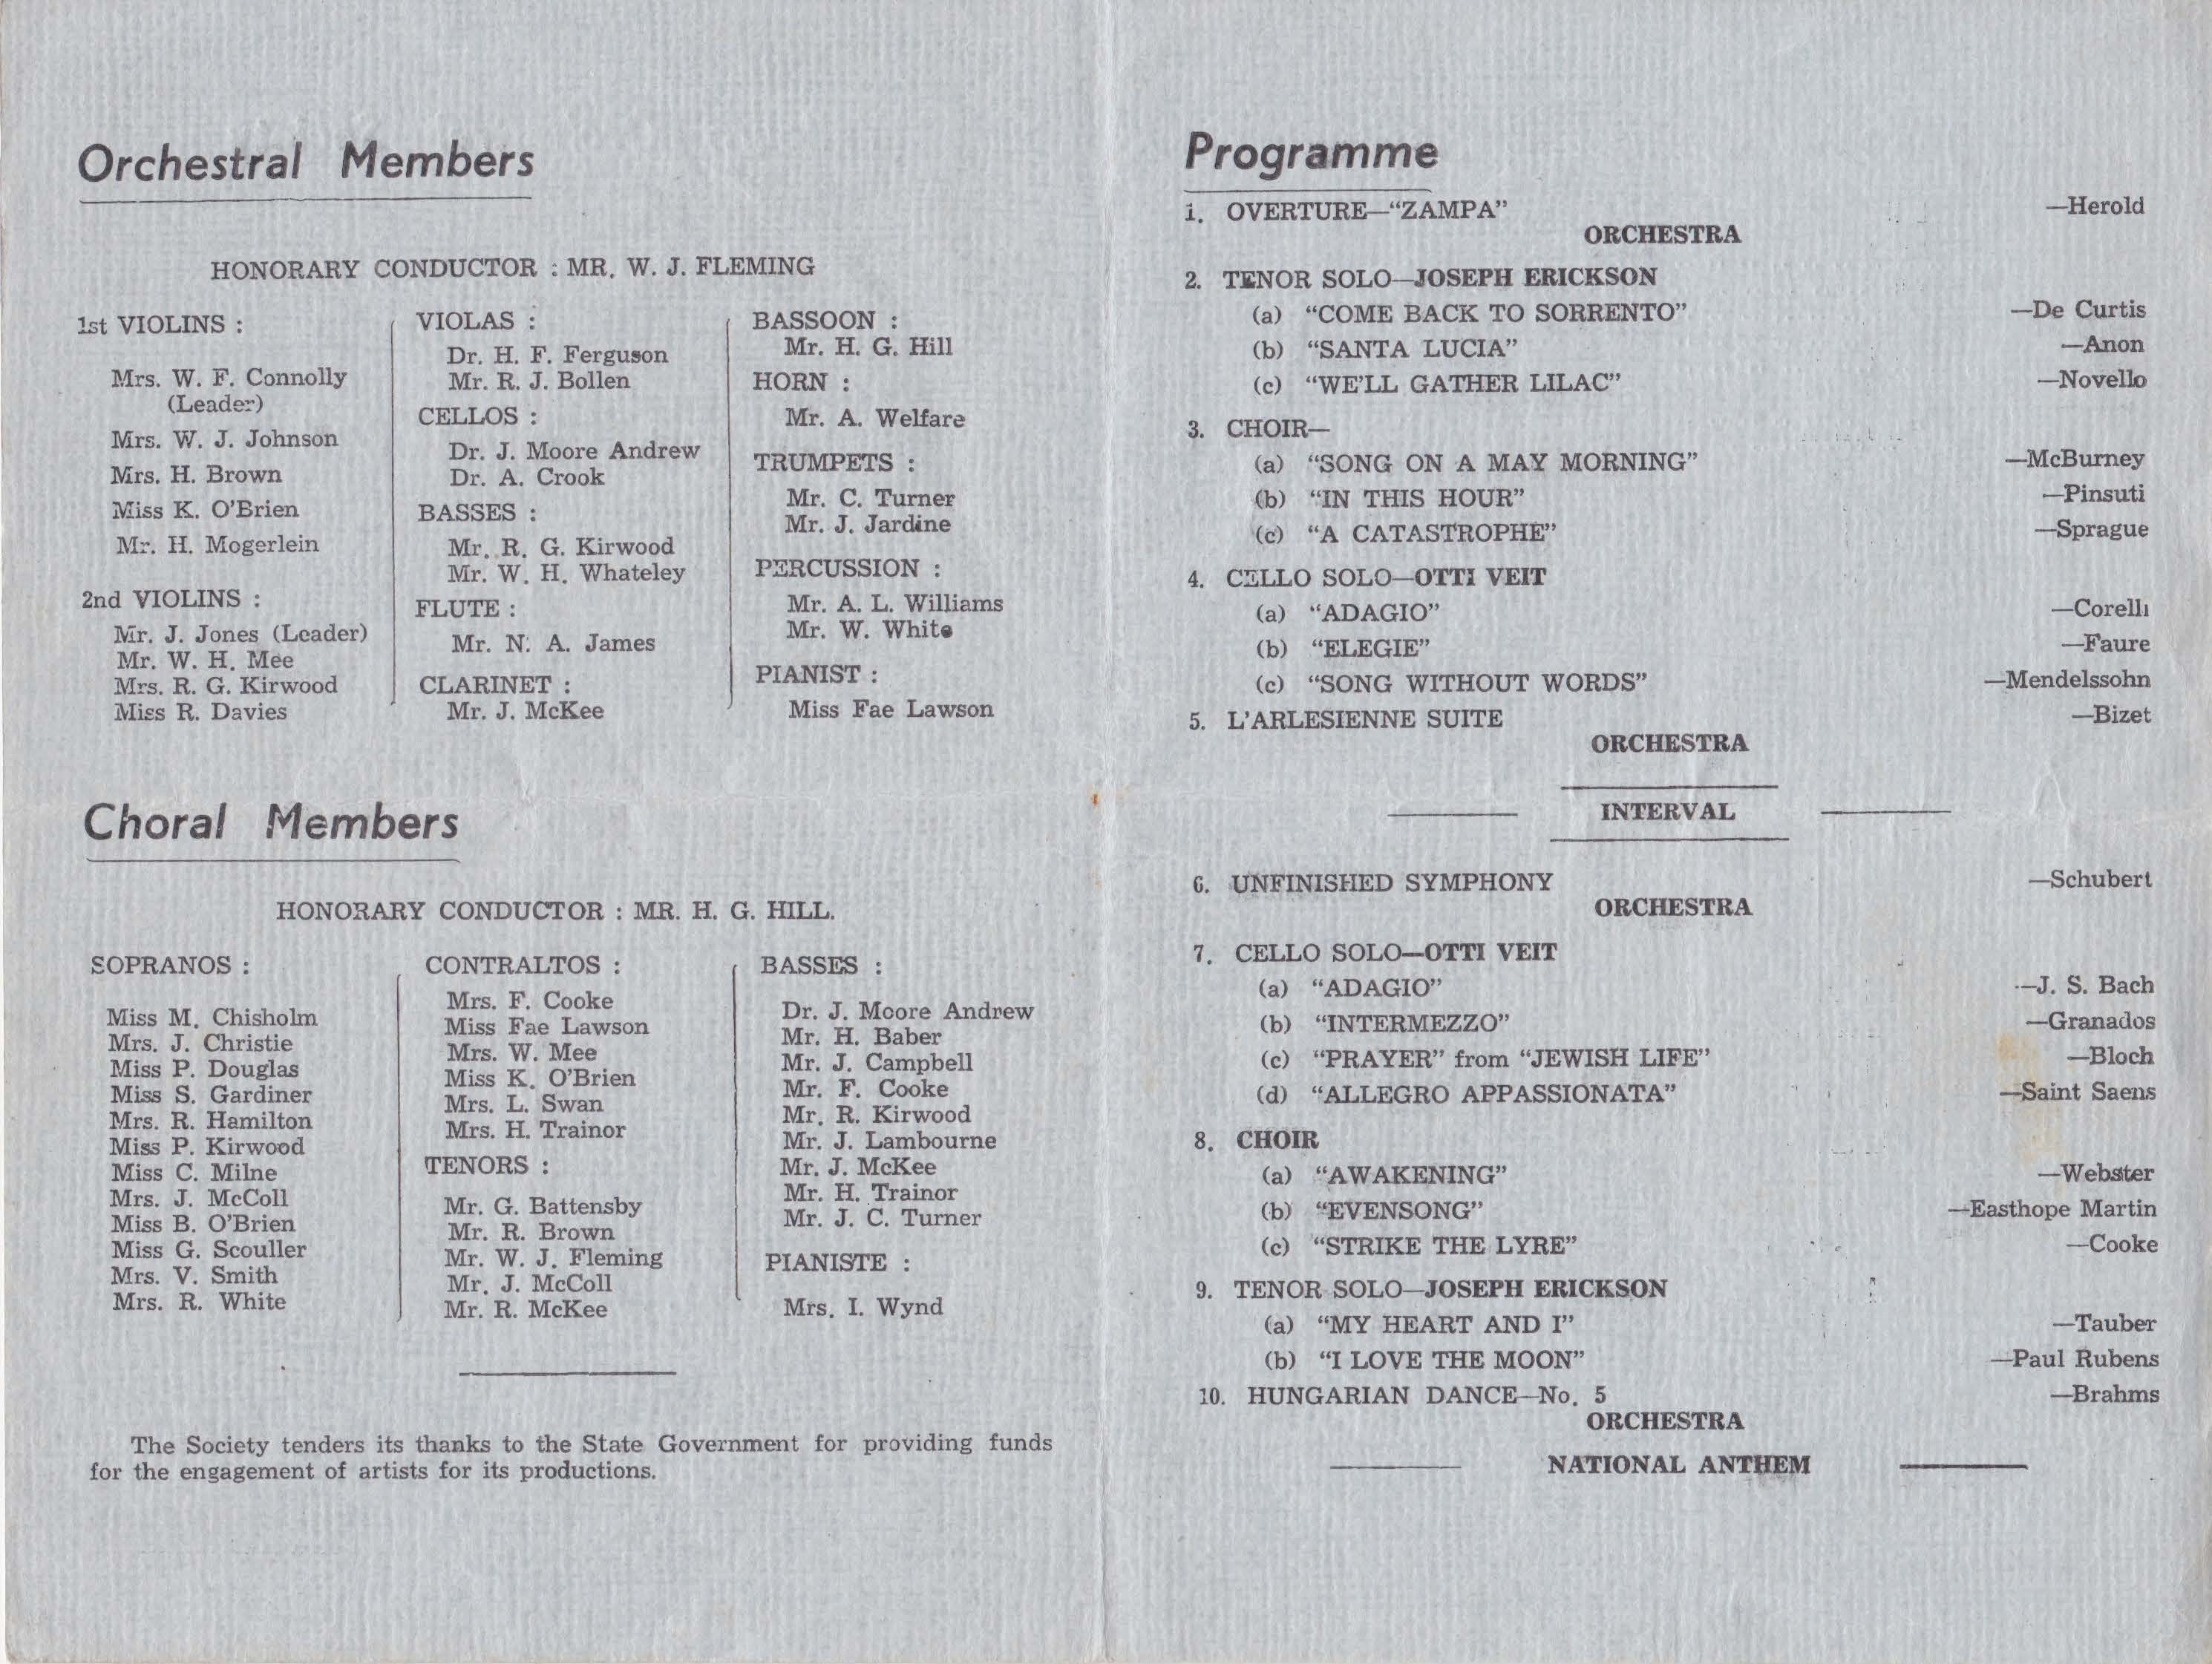 Orchestral Members
HONORARY CONDUCTOR : MR. W. J. FLEMING
1st VIOLINS :
Mrs. W. F. Connolly
(Leader)
Mrs. W. J. Johnson
Mrs. H. Brown
Miss K. O'Brien
Mr. H. Mogerlein
2nd VIOLINS :
Mr. J. Jones (Leader)
Mr. W. H. Mee
Mrs. R. G. Kirwood
Miss R. Davies
VIOLAS :
Dr. H. F. Ferguson
Mr. R. J. Bollen
CELLOS :
Dr. J. Moore Andrew
Dr. A. Crook
BASSES :
Mr. R. G. Kirwood
Mr. W. H. Whateley
FLUTE :
Mr. N. A. James
CLARINET :
Mr. J. McKee
BASSOON :
Mr. H. G. Hill
HORN :
Mr. A. Welfare
TRUMPETS :
Mr. C. Turner
Mr. J. Jardine
PERCUSSION :
Mr. A. L. Williams
Mr. W. White
PIANIST :
Miss Fae Lawson
Choral Members
HONORARY CONDUCTOR : MR. H. G. HILL.
SOPRANOS :
Miss M. Chisholm
Mrs. J. Christie
Miss P. Douglas
Miss S. Gardiner
Mrs. R. Hamilton
Miss P. Kirwood
Miss C. Milne
Mrs. J. McColl
Miss B. O'Brien
Miss G. Scouller
Mrs. V. Smith
Mrs. R. White
CONTRALTOS :
Mrs. F. Cooke
Miss Fae Lawson
Mrs. W. Mee
Miss K. O'Brien
Mrs. L. Swan
Mrs. H. Trainor
TENORS :
Mr. G. Battensby
Mr. R. Brown
Mr. W. J. Fleming
Mr. J. McColl
Mr. R. McKee
BASSES :
Dr. J. Moore Andrew
Mr. H. Baber
Mr. J. Campbell
Mr. F. Cooke
Mr. R. Kirwood
Mr. J. Lambourne
Mr. J. McKee
Mr. H. Trainor
Mr. J. C. Turner
PIANISTE :
Mrs. I. Wynd
The Society tenders its thanks to the State Government for providing funds
for the engagement of artists for its productions.
Programme
1. OVERTURE—"ZAMPA" —Herold
ORCHESTRA
2. TENOR SOLO—JOSEPH ERICKSON
(a) "COME BACK TO SORRENTO" —De Curtis
(b) "SANTA LUCIA" —Anon
(c) "WE'LL GATHER LILAC" —Novello
3. CHOIR—
(a) "SONG ON A MAY MORNING" —McBurney
(b) "IN THIS HOUR" —Pinsuti
(c) "A CATASTROPHE" —Sprague
4. CELLO SOLO—OTTI VEIT
(a) "ADAGIO" —Corelli
(b) "ELEGIE" —Faure
(c) "SONG WITHOUT WORDS" —Mendelssohn
5. L'ARLESIENNE SUITE —Bizet
ORCHESTRA
INTERVAL
6. UNFINISHED SYMPHONY —Schubert
ORCHESTRA
7. CELLO SOLO—OTTI VEIT
(a) "ADAGIO" —J. S. Bach
(b) "INTERMEZZO" —Granados
(c) "PRAYER" from "JEWISH LIFE" —Bloch
(d) "ALLEGRO APPASSIONATA" —Saint Saens
8. CHOIR
(a) "AWAKENING" —Webster
(b) "EVENSONG" —Easthope Martin
(c) "STRIKE THE LYRE" —Cooke
9. TENOR SOLO—JOSEPH ERICKSON
(a) "MY HEART AND I" —Tauber
(b) "I LOVE THE MOON" —Paul Rubens
10. HUNGARIAN DANCE—No. 5 —Brahms
ORCHESTRA
NATIONAL ANTHEM